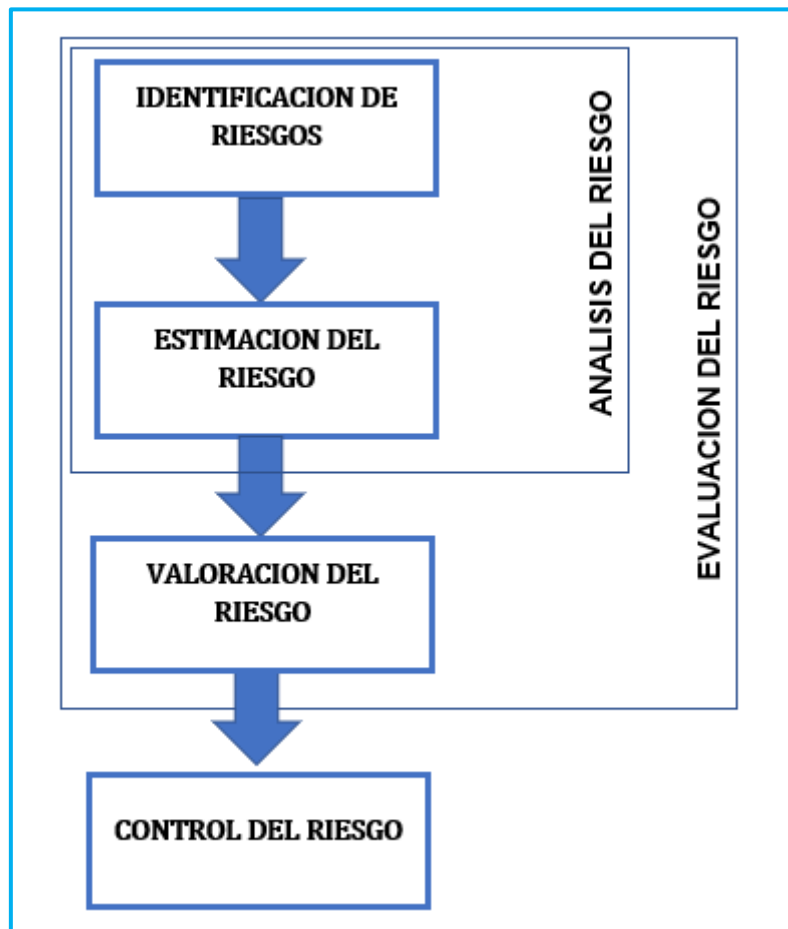 IDENTIFICACION DE
RIESGOS
ESTIMACION DEL
RIESGO
ANALISIS DEL RIESGO
VALORACION DEL
RIESGO
EVALUACION DEL RIESGO
CONTROL DEL RIESGO